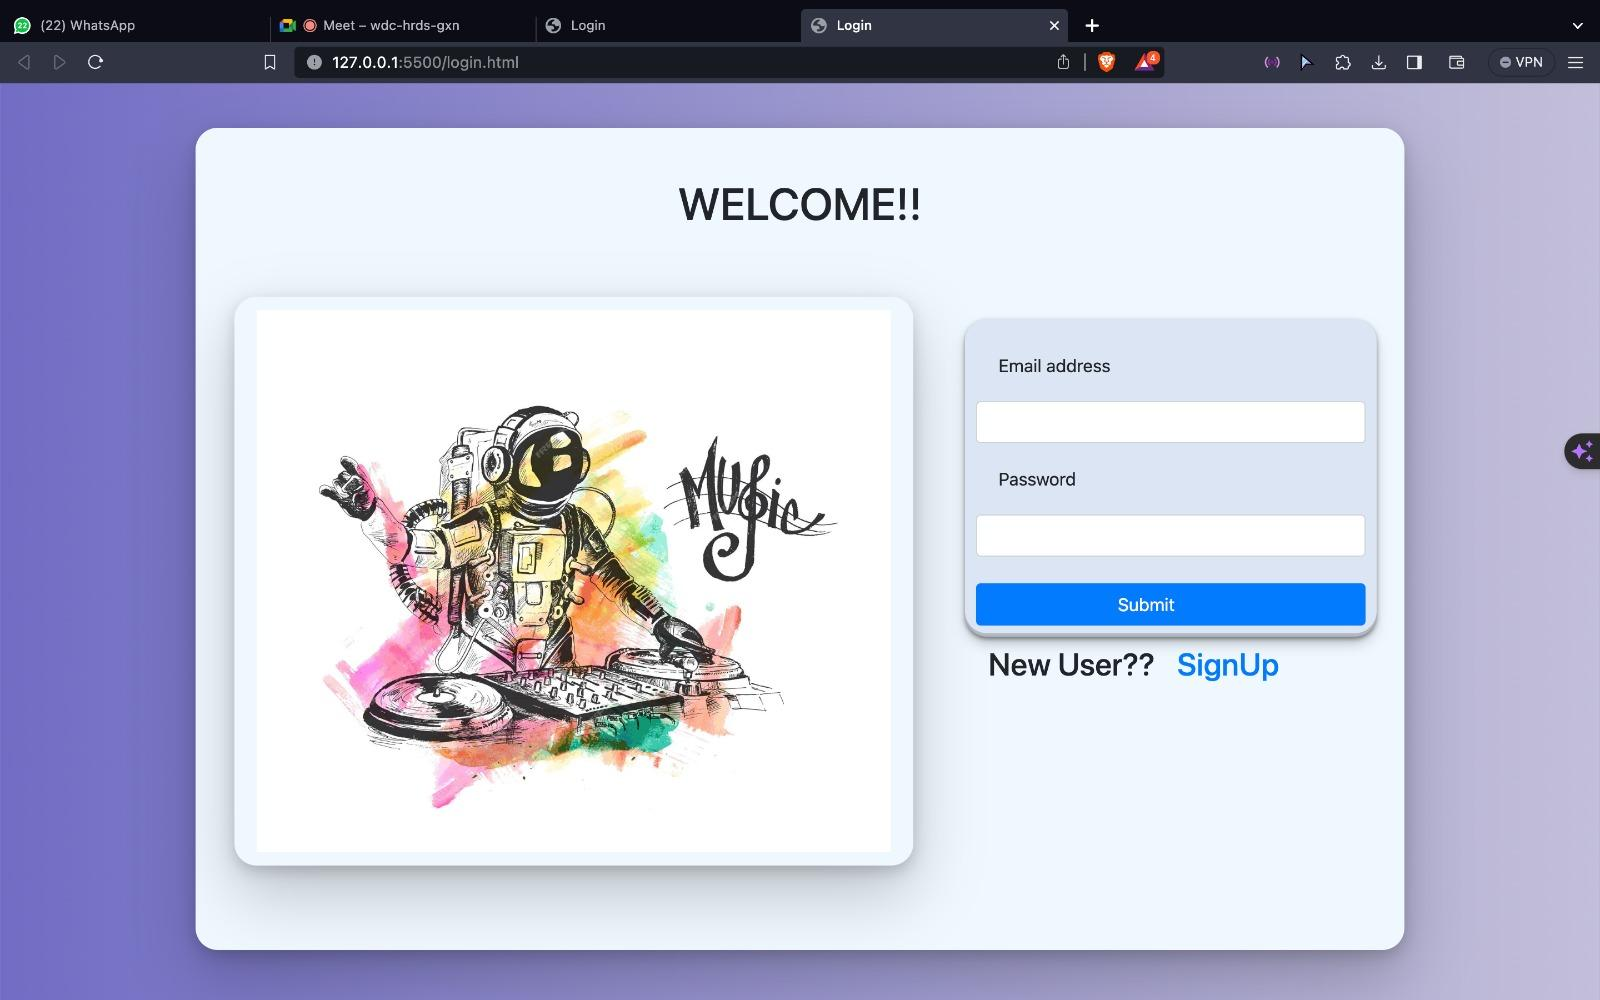 (22) WhatsApp
Meet – wdc-hrds-gxn
Login
Login
127.0.0.1:5500/login.html
4
VPN
WELCOME!!
Music
Email address
Password
Submit
New User?? SignUp